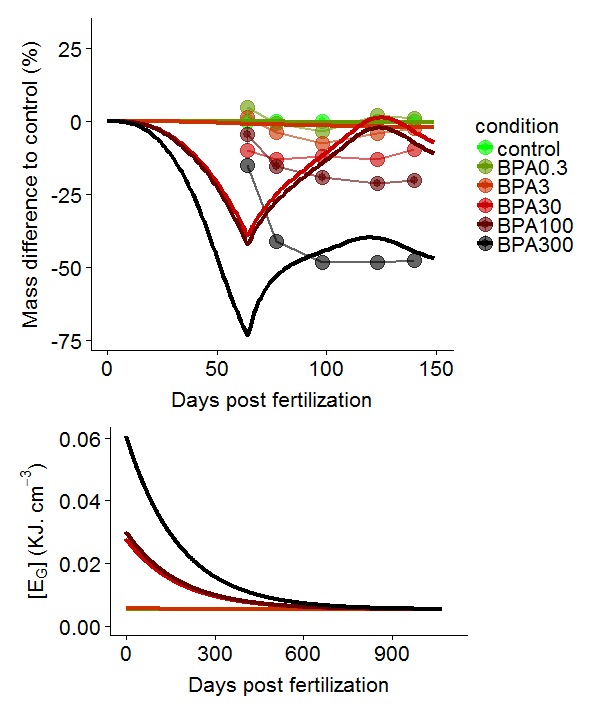 Mass difference to control (%)
25
0
-25
-50
-75
0 50 100 150
Days post fertilization
condition
control
BPA0.3
BPA3
BPA30
BPA100
BPA300
[E_G] (KJ. cm⁻³)
0.06
0.04
0.02
0.00
0 300 600 900
Days post fertilization